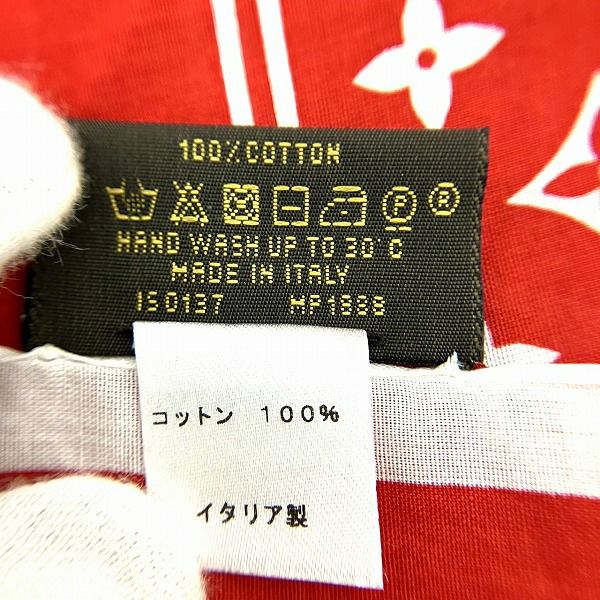 100%COTTON
P R
HAND WASH UP TO 30°C
MADE IN ITALY
IS0137 MP1888
コットン 100%
イタリア製